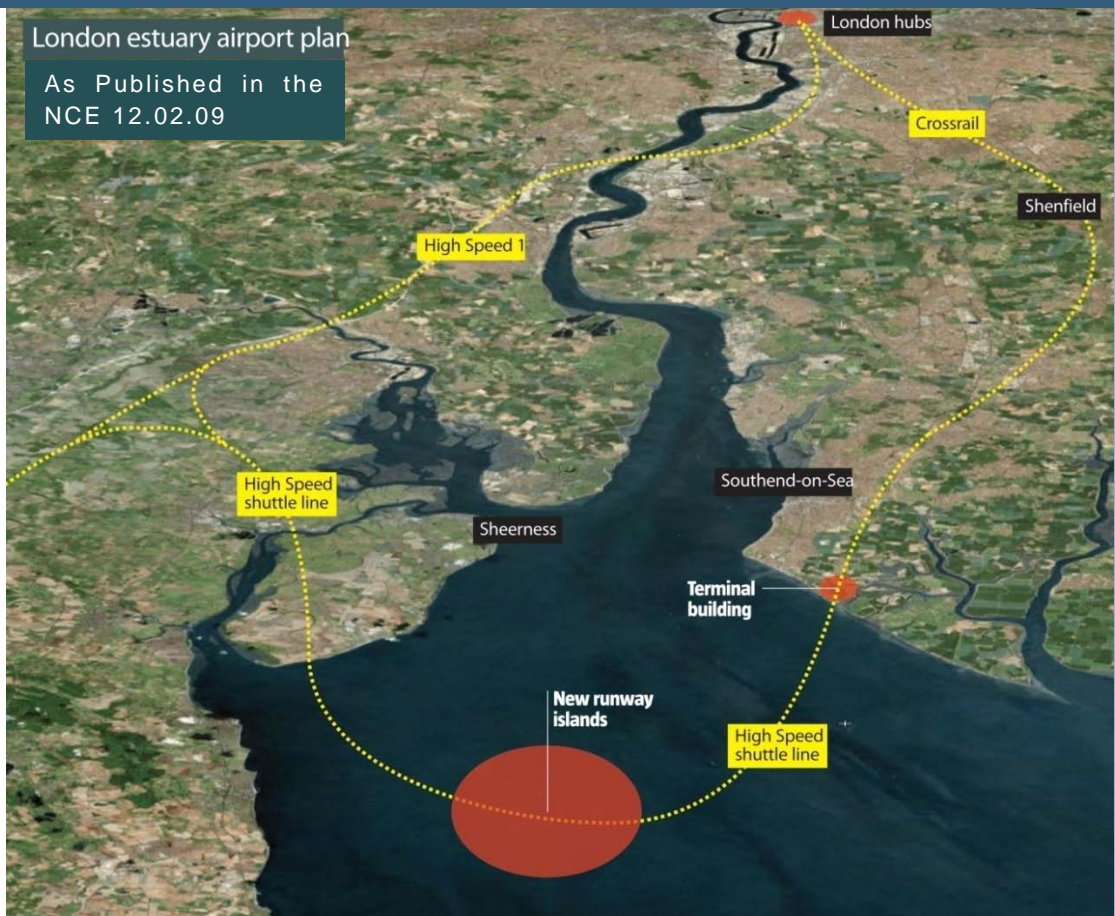 London estuary airport plan
As Published in the
NCE 12.02.09
London hubs
Crossrail
Shenfield
High Speed 1
High Speed
shuttle line
Southend-on-Sea
Sheerness
Terminal
building
New runway
islands
High Speed
shuttle line